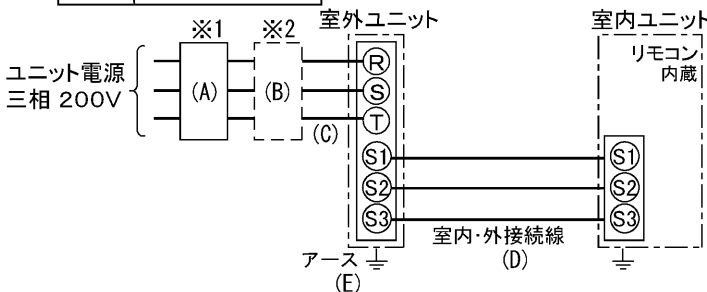 ※1
※2
室外ユニット
室内ユニット
リモコン
内蔵
ユニット電源
三相 200V
(A)
(B)
(C)
R
S
T
S1
S2
S3
S1
S2
S3
室内・外接続線
(D)
アース
(E)